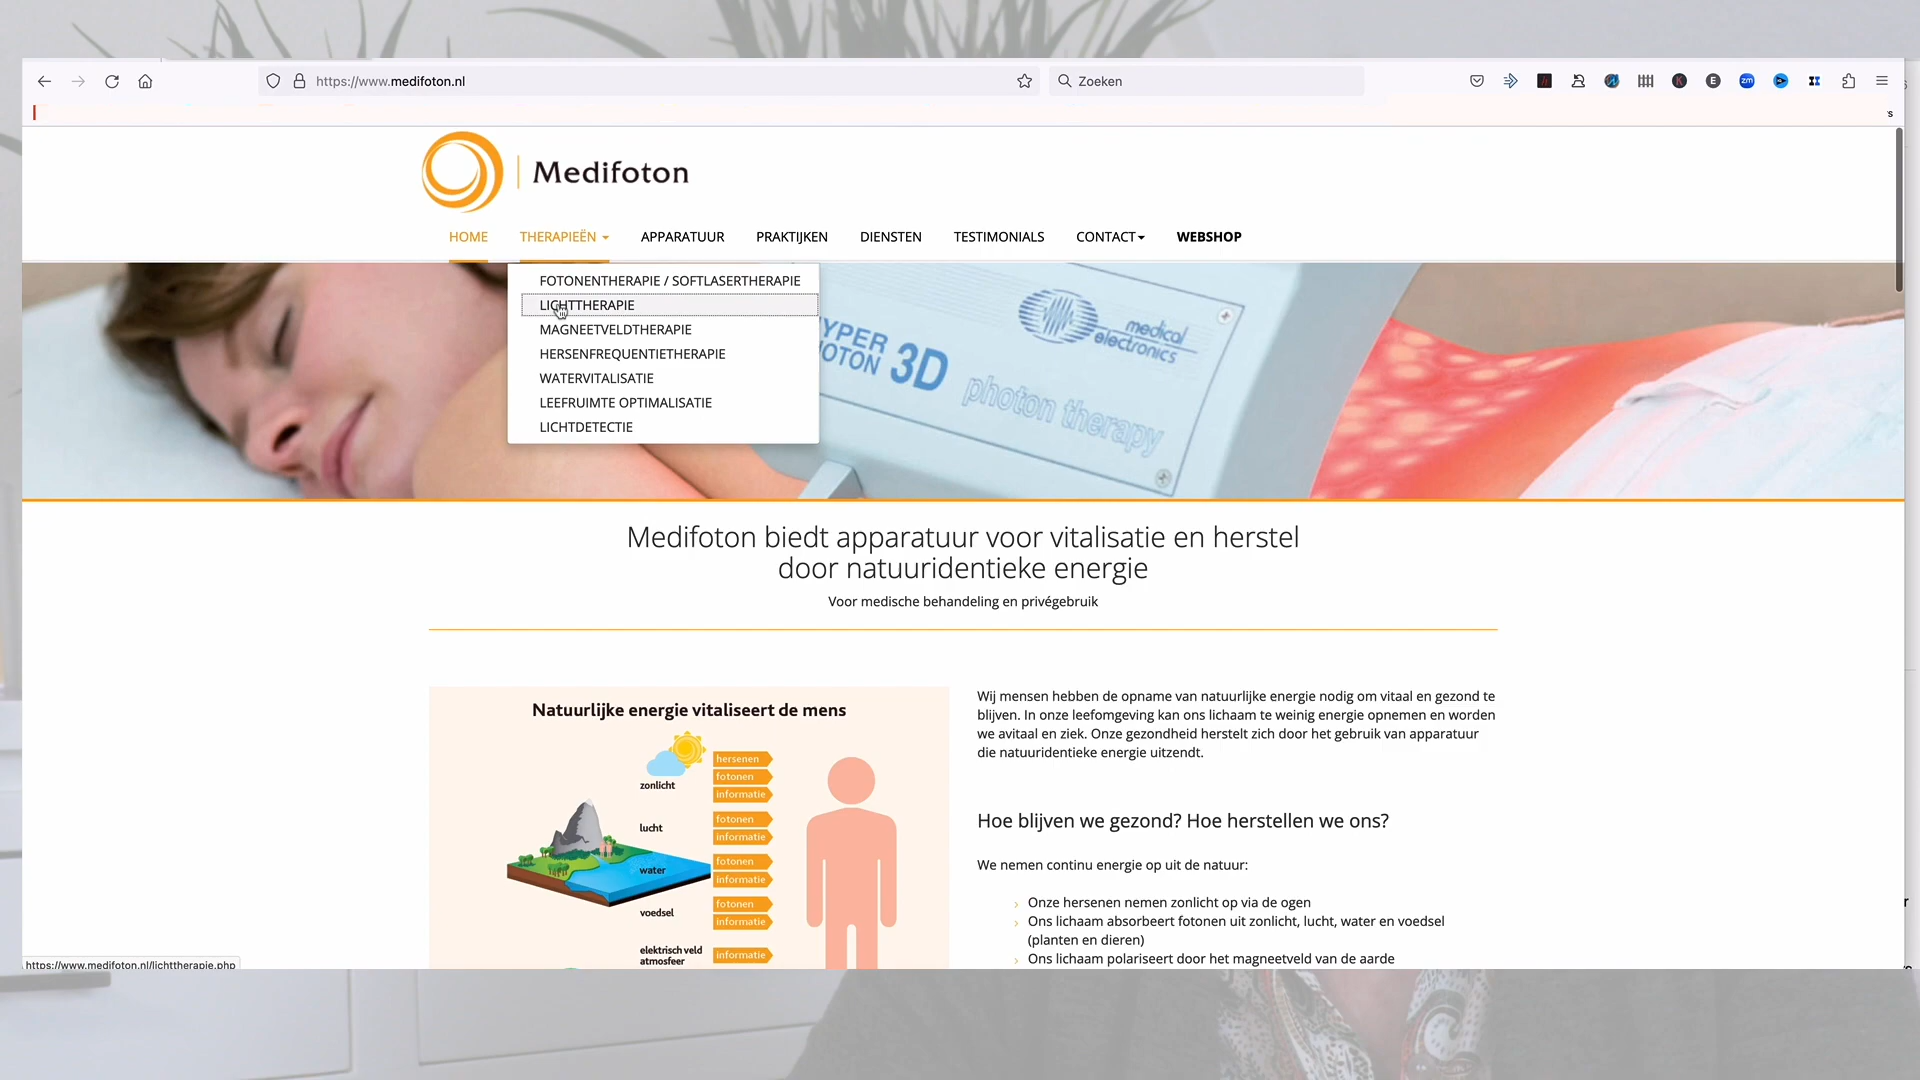 https://www.medifoton.nl
Zoeken
Medifoton
HOME THERAPIEËN APPARATUUR PRAKTIJKEN DIENSTEN TESTIMONIALS CONTACT WEBSHOP
FOTONENTHERAPIE / SOFTLASERTHERAPIE
LICHTTHERAPIE
MAGNEETVELDTHERAPIE
HERSENFREQUENTIETHERAPIE
WATERVITALISATIE
LEEFRUIMTE OPTIMALISATIE
LICHTDETECTIE
3D
photon therapy
medical
electronics
Medifoton biedt apparatuur voor vitalisatie en herstel
door natuuridentieke energie
Voor medische behandeling en privégebruik
Natuurlijke energie vitaliseert de mens
zonlicht
hersenen
fotonen
informatie
lucht
fotonen
informatie
water
fotonen
informatie
voedsel
fotonen
informatie
elektrisch veld
atmosfeer
informatie
Wij mensen hebben de opname van natuurlijke energie nodig om vitaal en gezond te
blijven. In onze leefomgeving kan ons lichaam te weinig energie opnemen en worden
we avitaal en ziek. Onze gezondheid herstelt zich door het gebruik van apparatuur
die natuuridentieke energie uitzendt.
Hoe blijven we gezond? Hoe herstellen we ons?
We nemen continu energie op uit de natuur:
Onze hersenen nemen zonlicht op via de ogen
Ons lichaam absorbeert fotonen uit zonlicht, lucht, water en voedsel
(planten en dieren)
Ons lichaam polariseert door het magneetveld van de aarde
https://www.medifoton.nl/lichttherapie.php